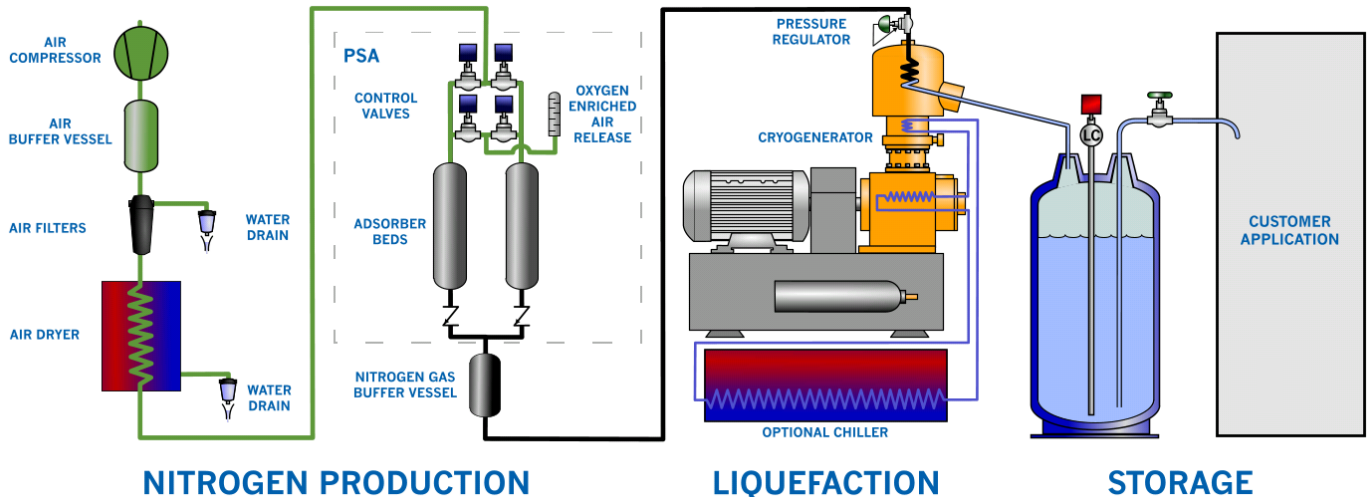 AIR
COMPRESSOR
AIR
BUFFER VESSEL
AIR FILTERS
WATER
DRAIN
AIR DRYER
WATER
DRAIN
PSA
CONTROL
VALVES
OXYGEN
ENRICHED
AIR
RELEASE
ADSORBER
BEDS
NITROGEN GAS
BUFFER VESSEL
PRESSURE
REGULATOR
CRYOGENERATOR
OPTIONAL CHILLER
LC
CUSTOMER
APPLICATION
NITROGEN PRODUCTION
LIQUEFACTION
STORAGE